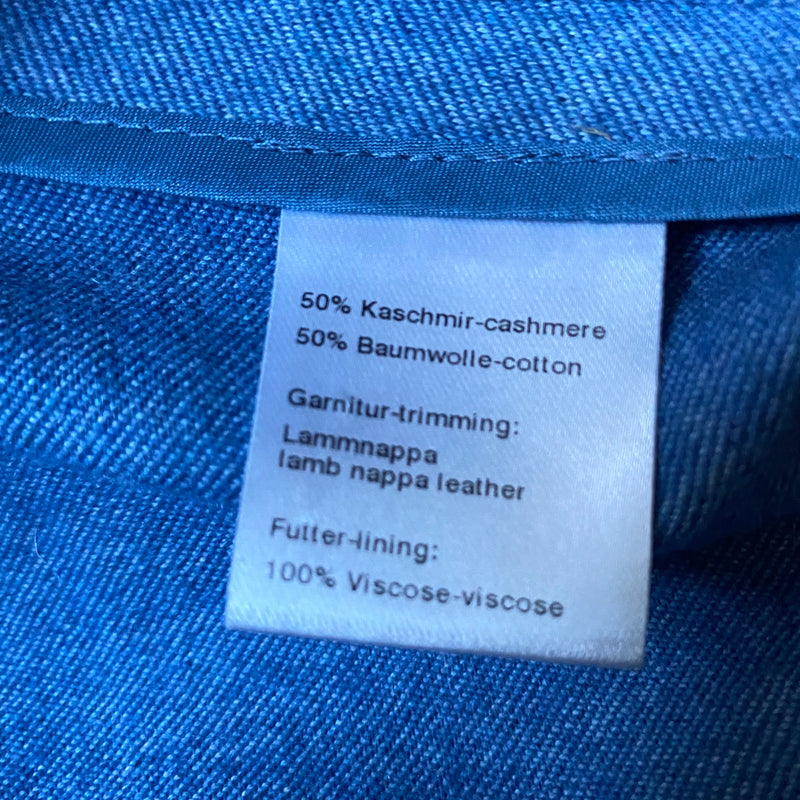 50% Kaschmir-cashmere
50% Baumwolle-cotton
Garnitur-trimming:
Lammnappa
lamb nappa leather
Futter-lining:
100% Viscose-viscose